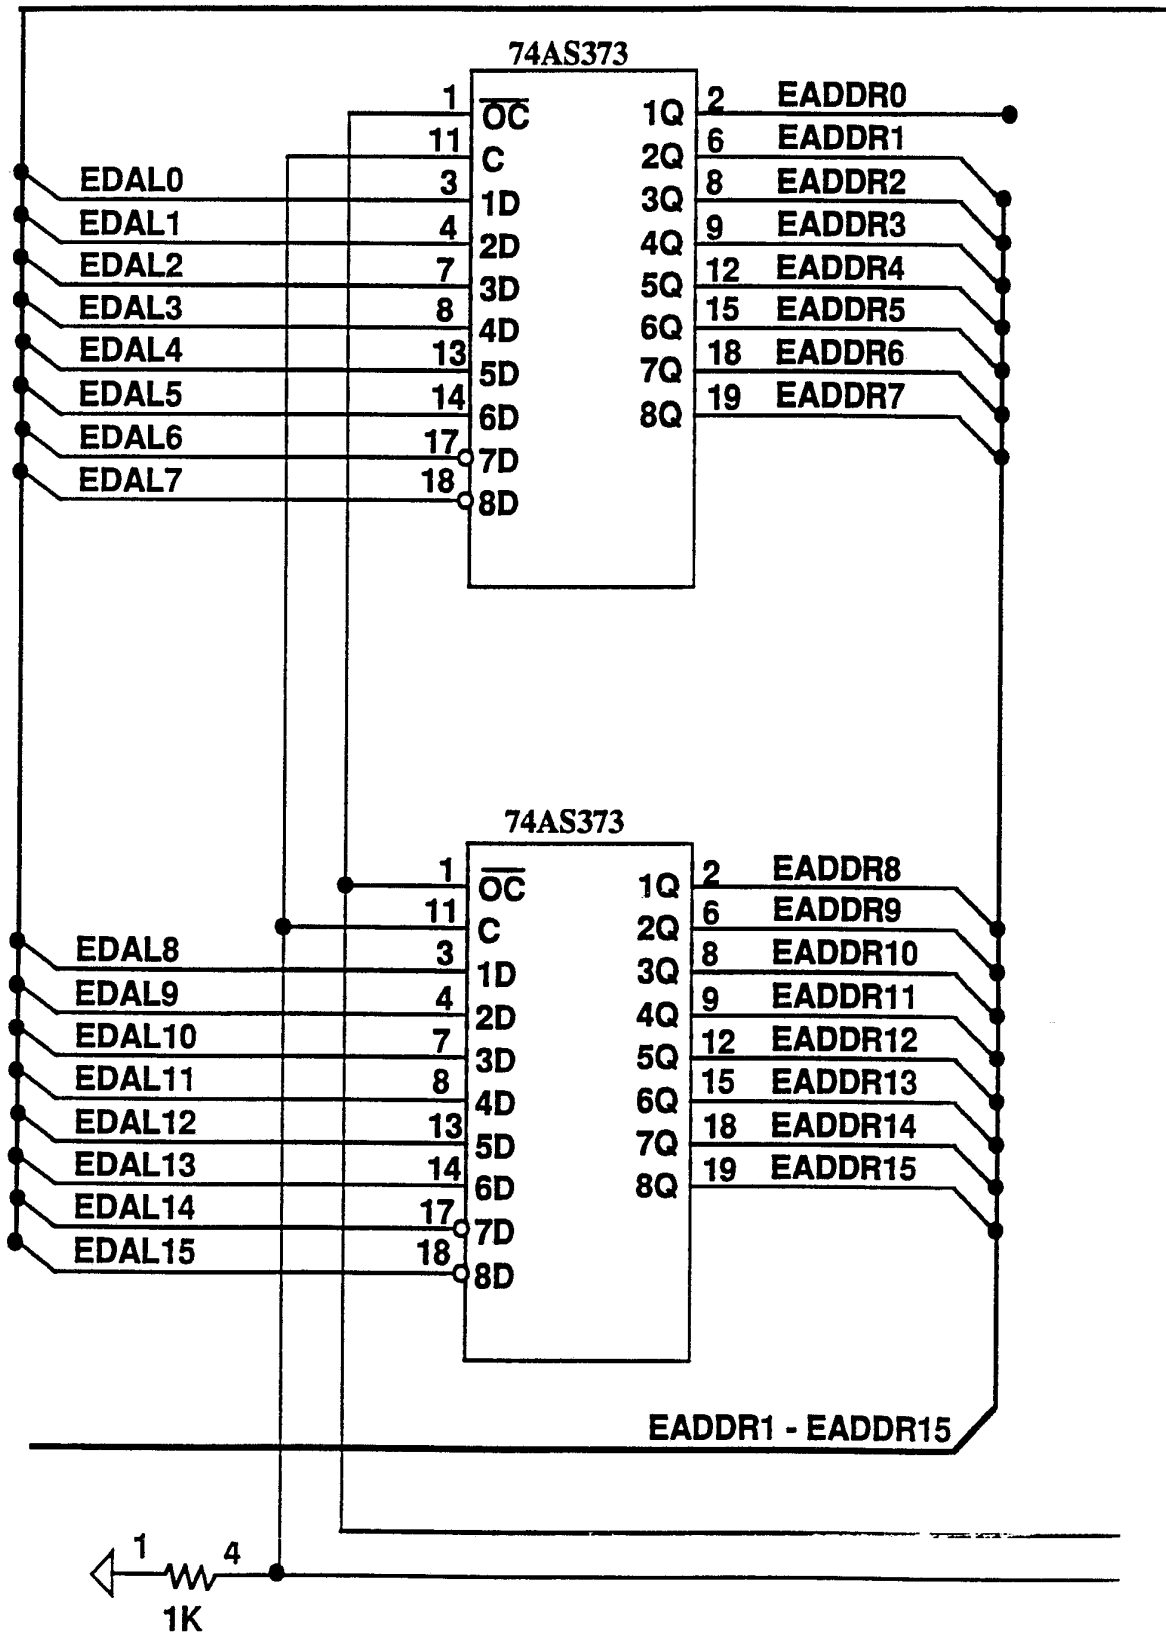 74AS373
1 OC 1Q 2 EADDR0
11 C 2Q 6 EADDR1
EDAL0 3 1D 3Q 8 EADDR2
EDAL1 4 2D 4Q 9 EADDR3
EDAL2 7 3D 5Q 12 EADDR4
EDAL3 8 4D 6Q 15 EADDR5
EDAL4 13 5D 7Q 18 EADDR6
EDAL5 14 6D 8Q 19 EADDR7
EDAL6 17 7D
EDAL7 18 8D
74AS373
1 OC 1Q 2 EADDR8
11 C 2Q 6 EADDR9
EDAL8 3 1D 3Q 8 EADDR10
EDAL9 4 2D 4Q 9 EADDR11
EDAL10 7 3D 5Q 12 EADDR12
EDAL11 8 4D 6Q 15 EADDR13
EDAL12 13 5D 7Q 18 EADDR14
EDAL13 14 6D 8Q 19 EADDR15
EDAL14 17 7D
EDAL15 18 8D
EADDR1 - EADDR15
1 4
1K